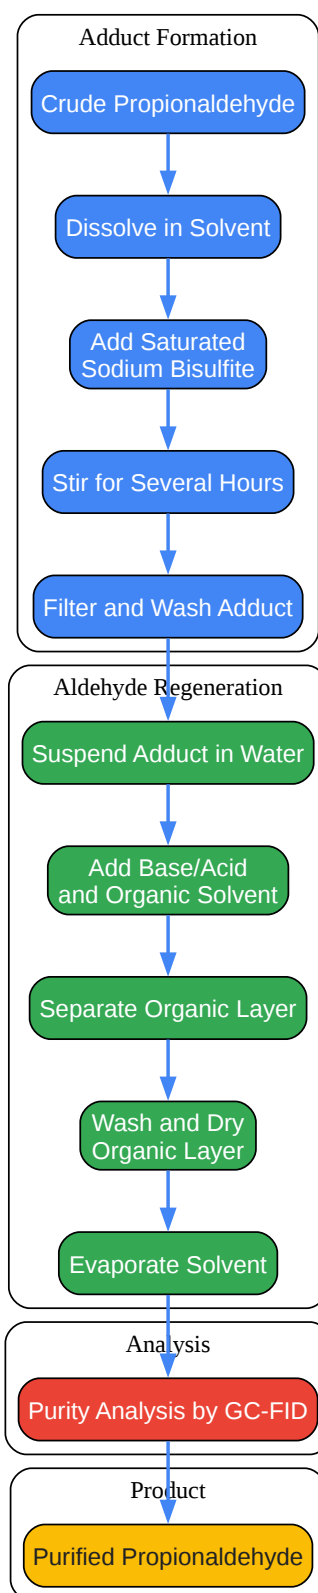 Adduct Formation
Crude Propionaldehyde
Dissolve in Solvent
Add Saturated
Sodium Bisulfite
Stir for Several Hours
Filter and Wash Adduct
Aldehyde Regeneration
Suspend Adduct in Water
Add Base/Acid
and Organic Solvent
Separate Organic Layer
Wash and Dry
Organic Layer
Evaporate Solvent
Analysis
Purity Analysis by GC-FID
Product
Purified Propionaldehyde